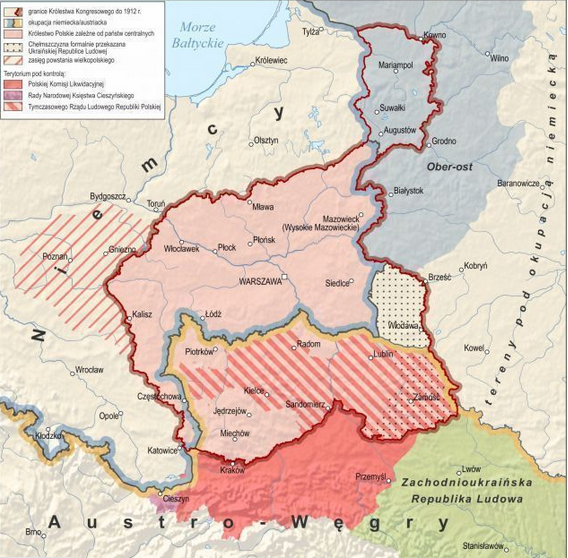 granice Królestwa Kongresowego do 1912 r.
okupacja niemiecka/austriacka
Królestwo Polskie zależne od państw centralnych
Chełmszczyzna formalnie przekazana
Ukraińskiej Republice Ludowej
zasięg powstania wielkopolskiego
Terytorium pod kontrolą:
Polskiej Komisji Likwidacyjnej
Rady Narodowej Księstwa Cieszyńskiego
Tymczasowego Rządu Ludowego Republiki Polskiej
Morze
Bałtyckie
Tylża
Kowno
Wilno
Królewiec
Mariampol
Suwałki
Augustów
Grodno
Olsztyn
Ober-ost
Baranowicze
Białystok
Bydgoszcz
Toruń
Mława
Mazowieck
(Wysokie Mazowieckie)
Gniezno
Poznań
Włocławek
Płock
Płońsk
WARSZAWA
Siedlce
Brześć
Kobryń
Kalisz
Łódź
Włodawa
Kowel
Piotrków
Radom
Lublin
Wrocław
Częstochowa
Kielce
Sandomierz
Zamość
Opole
Jędrzejów
Miechów
Kłodzko
Katowice
Kraków
Przemyśl
Lwów
Cieszyn
Zachodnioukraińska
Republika Ludowa
Austro-Węgry
Brno
Stanisławów
Niemcy
tereny pod okupacją niemiecką